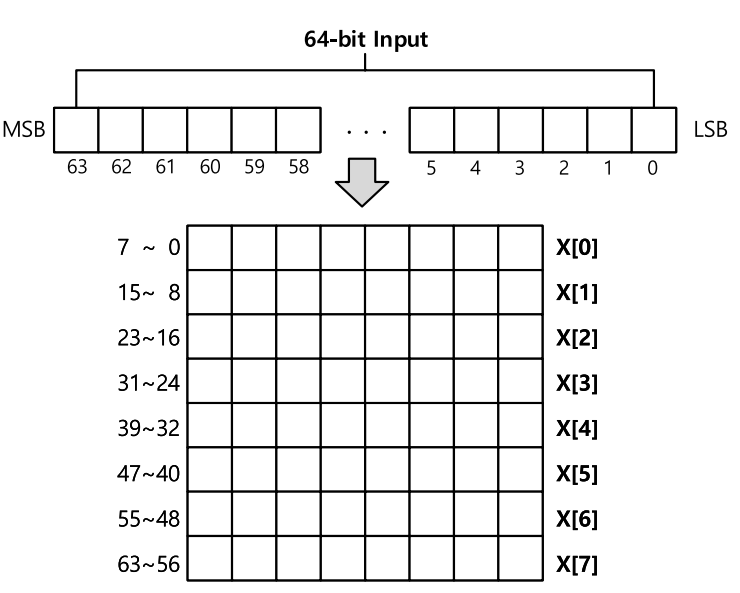 64-bit Input
MSB . . . LSB
63 62 61 60 59 58 5 4 3 2 1 0
7 ~ 0 X[0]
15~ 8 X[1]
23~16 X[2]
31~24 X[3]
39~32 X[4]
47~40 X[5]
55~48 X[6]
63~56 X[7]